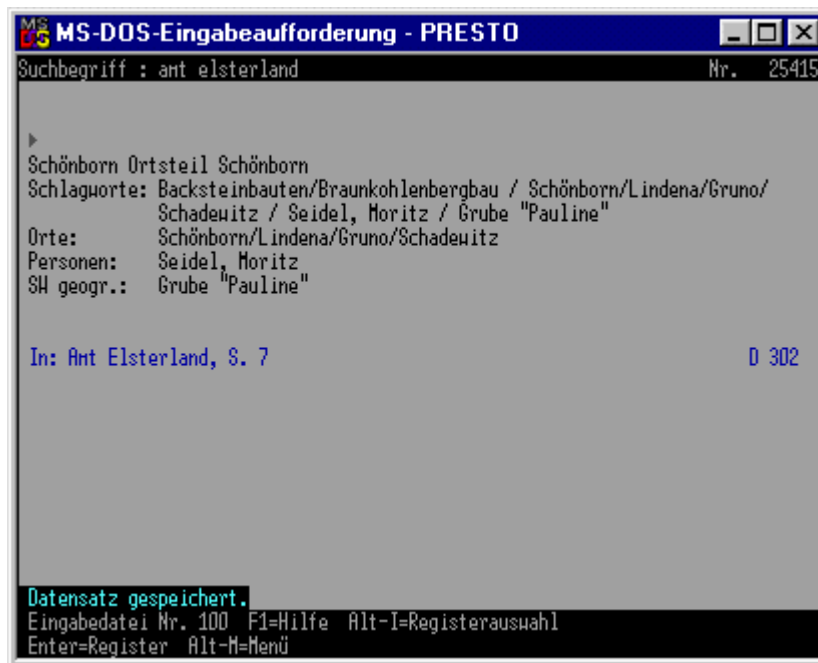 MS-DOS-Eingabeaufforderung - PRESTO
Suchbegriff : amt elsterland Nr. 25415
Schönborn Ortsteil Schönborn
Schlagworte: Backsteinbauten/Braunkohlenbergbau / Schönborn/Lindena/Gruno/
Schadewitz / Seidel, Moritz / Grube "Pauline"
Orte: Schönborn/Lindena/Gruno/Schadewitz
Personen: Seidel, Moritz
SW geogr.: Grube "Pauline"
In: Amt Elsterland, S. 7 D 302
Datensatz gespeichert.
Eingabedatei Nr. 100 F1=Hilfe Alt-I=Registerauswahl
Enter=Register Alt-M=Menü